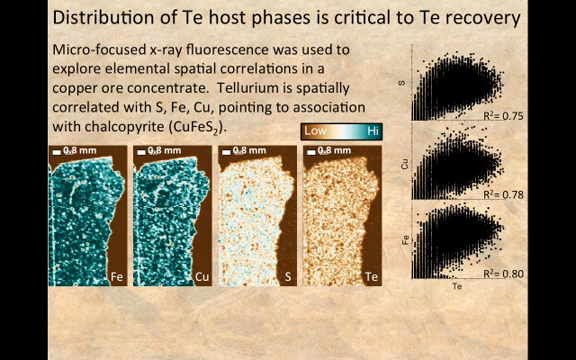 Distribution of Te host phases is critical to Te recovery
Micro-focused x-ray fluorescence was used to
explore elemental spatial correlations in a
copper ore concentrate. Tellurium is spatially
correlated with S, Fe, Cu, pointing to association
with chalcopyrite (CuFeS₂).
Low Hi
0.8 mm
0.8 mm
0.8 mm
0.8 mm
Fe
Cu
S
Te
S
R²= 0.75
Cu
R²= 0.78
Fe
R²= 0.80
Te